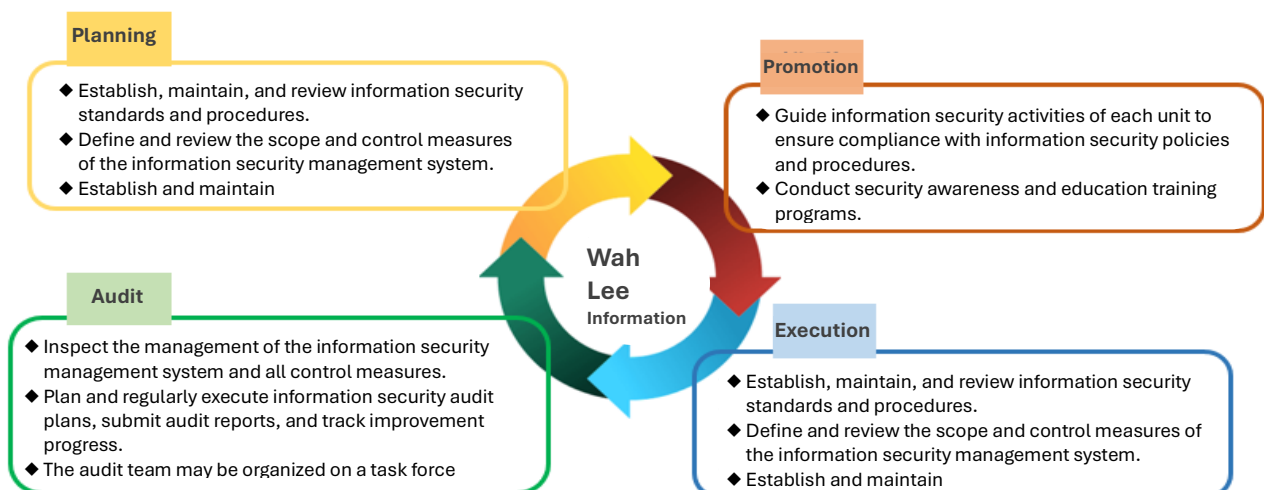 Planning
◆ Establish, maintain, and review information security
standards and procedures.
◆ Define and review the scope and control measures
of the information security management system.
◆ Establish and maintain
Promotion
◆ Guide information security activities of each unit to
ensure compliance with information security policies
and procedures.
◆ Conduct security awareness and education training
programs.
Wah
Lee
Information
Audit
◆ Inspect the management of the information security
management system and all control measures.
◆ Plan and regularly execute information security audit
plans, submit audit reports, and track improvement
progress.
◆ The audit team may be organized on a task force
Execution
◆ Establish, maintain, and review information security
standards and procedures.
◆ Define and review the scope and control measures of
the information security management system.
◆ Establish and maintain